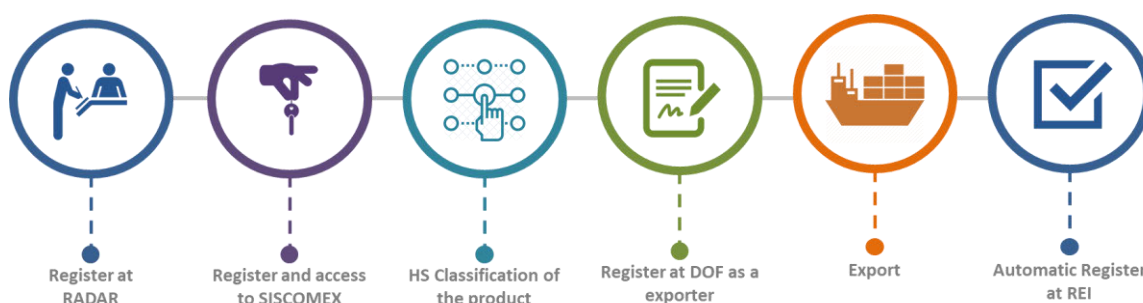 Register at
RADAR
Register and access
to SISCOMEX
HS Classification of
the product
Register at DOF as a
exporter
Export
Automatic Register
at REI